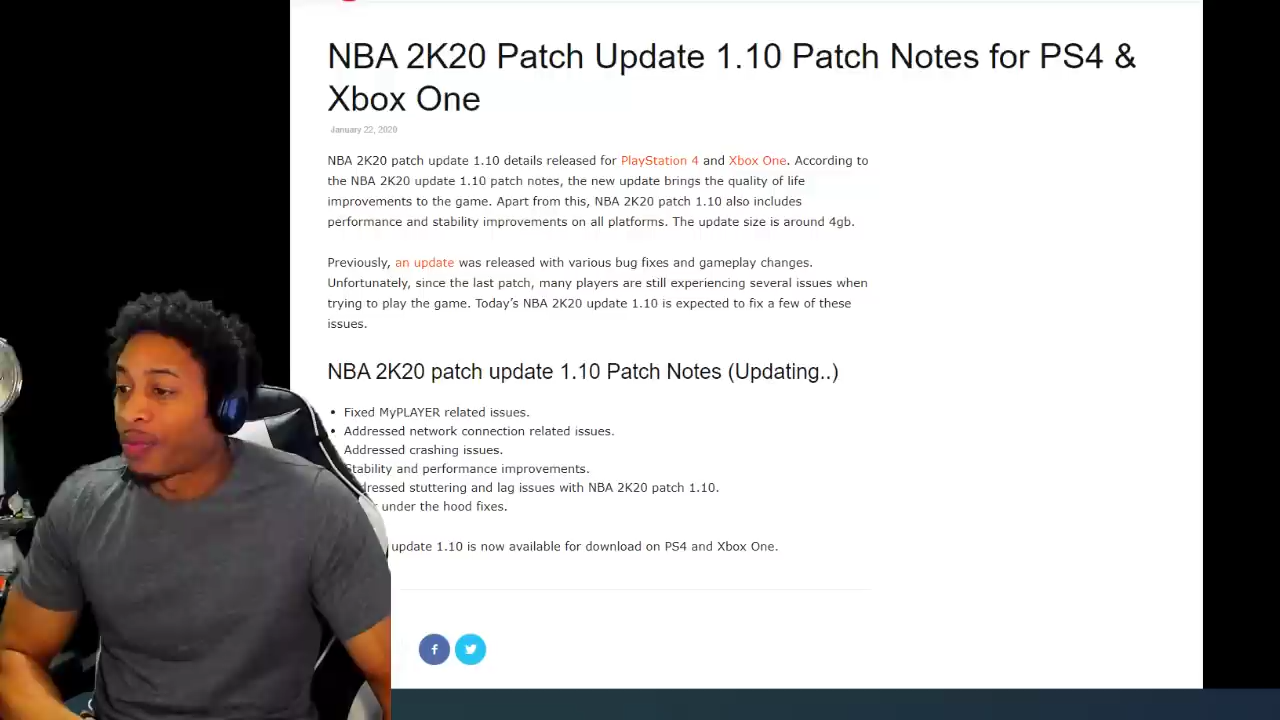 NBA 2K20 Patch Update 1.10 Patch Notes for PS4 &
Xbox One
January 22, 2020
NBA 2K20 patch update 1.10 details released for PlayStation 4 and Xbox One. According to
the NBA 2K20 update 1.10 patch notes, the new update brings the quality of life
improvements to the game. Apart from this, NBA 2K20 patch 1.10 also includes
performance and stability improvements on all platforms. The update size is around 4gb.
Previously, an update was released with various bug fixes and gameplay changes.
Unfortunately, since the last patch, many players are still experiencing several issues when
trying to play the game. Today's NBA 2K20 update 1.10 is expected to fix a few of these
issues.
NBA 2K20 patch update 1.10 Patch Notes (Updating..)
• Fixed MyPLAYER related issues.
• Addressed network connection related issues.
Addressed crashing issues.
Stability and performance improvements.
stuttering and lag issues with NBA 2K20 patch 1.10.
under the hood fixes.
update 1.10 is now available for download on PS4 and Xbox One.